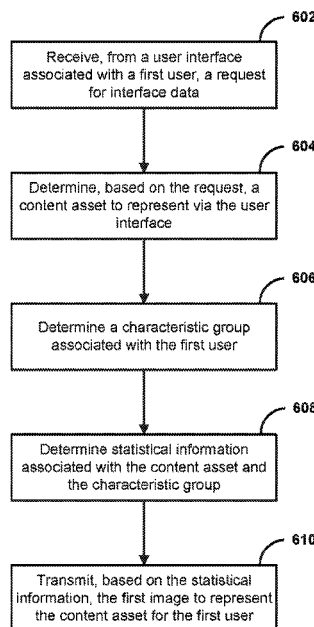 602
Receive, from a user interface
associated with a first user, a request
for interface data
604
Determine, based on the request, a
content asset to represent via the user
interface
606
Determine a characteristic group
associated with the first user
608
Determine statistical information
associated with the content asset and
the characteristic group
610
Transmit, based on the statistical
information, the first image to represent
the content asset for the first user